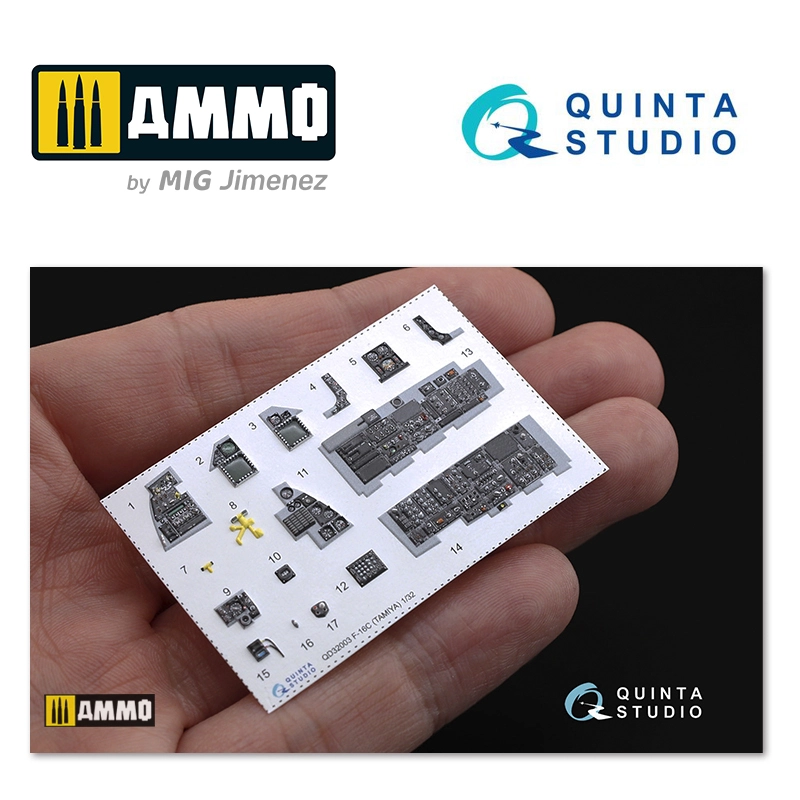 AMMO
by MIG Jimenez
QUINTA
STUDIO
1
2
3
4
5
6
7
8
9
10
11
12
13
14
15
16
17
QD32003 F-16C (TAMIYA) 1/32
QUINTA
STUDIO
AMMO
QUINTA
STUDIO